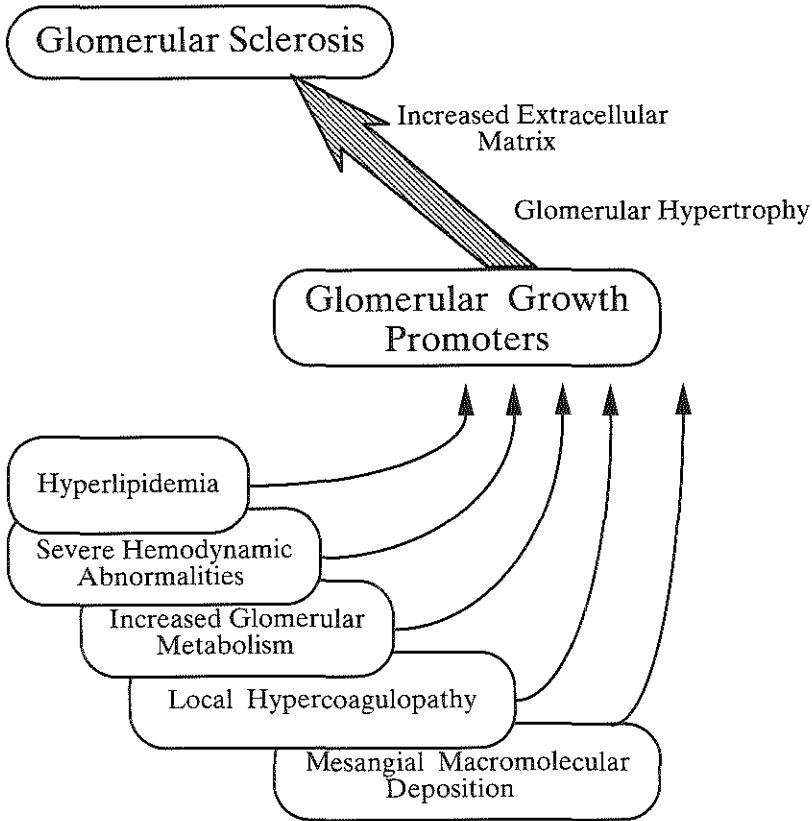 Glomerular Sclerosis
Increased Extracellular
Matrix
Glomerular Hypertrophy
Glomerular Growth
Promoters
Hyperlipidemia
Severe Hemodynamic
Abnormalities
Increased Glomerular
Metabolism
Local Hypercoagulopathy
Mesangial Macromolecular
Deposition